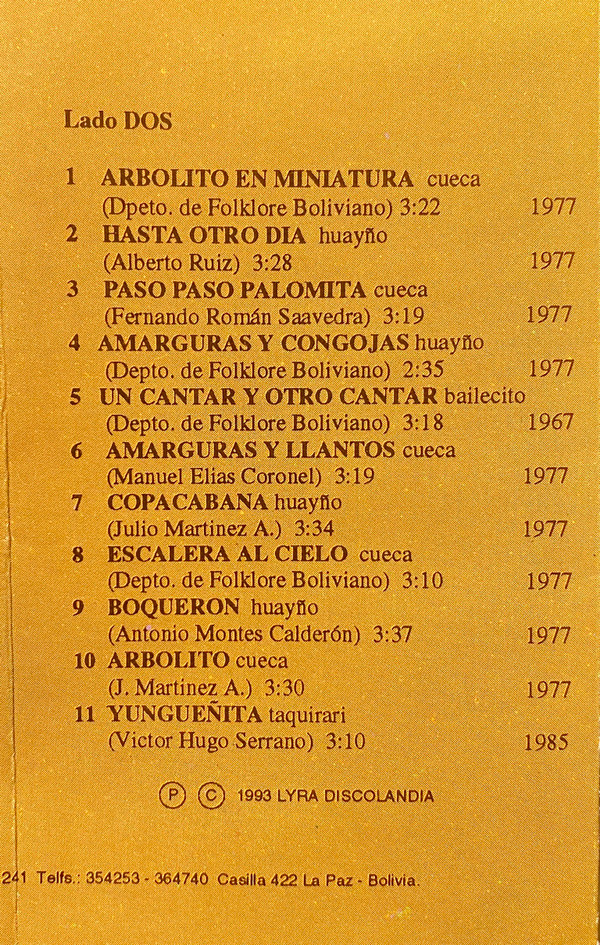 Lado DOS
1 ARBOLITO EN MINIATURA cueca
(Dpeto. de Folklore Boliviano) 3:22 1977
2 HASTA OTRO DIA huayño
(Alberto Ruiz) 3:28 1977
3 PASO PASO PALOMITA cueca
(Fernando Román Saavedra) 3:19 1977
4 AMARGURAS Y CONGOJAS huayño
(Depto. de Folklore Boliviano) 2:35 1977
5 UN CANTAR Y OTRO CANTAR bailecito
(Depto. de Folklore Boliviano) 3:18 1967
6 AMARGURAS Y LLANTOS cueca
(Manuel Elias Coronel) 3:19 1977
7 COPACABANA huayño
(Julio Martinez A.) 3:34 1977
8 ESCALERA AL CIELO cueca
(Depto. de Folklore Boliviano) 3:10 1977
9 BOQUERON huayño
(Antonio Montes Calderón) 3:37 1977
10 ARBOLITO cueca
(J. Martinez A.) 3:30 1977
11 YUNGUEÑITA taquirari
(Victor Hugo Serrano) 3:10 1985
Ⓟ Ⓒ 1993 LYRA DISCOLANDIA
241 Telfs.: 354253 - 364740 Casilla 422 La Paz - Bolivia.